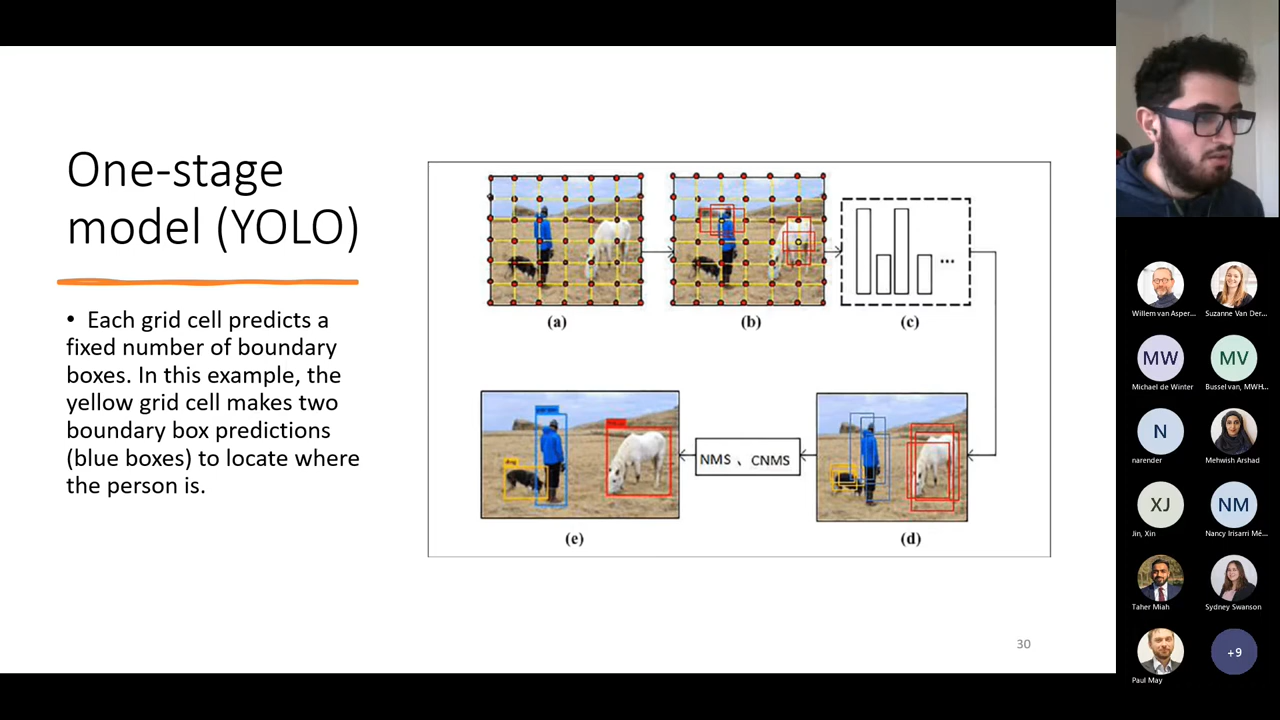 One-stage
model (YOLO)
• Each grid cell predicts a
fixed number of boundary
boxes. In this example, the
yellow grid cell makes two
boundary box predictions
(blue boxes) to locate where
the person is.
(a)
(b)
(c)
...
dog
NMS 、CNMS
(e)
(d)
30
Willem van Asper...
Suzanne Van Der...
MW
MV
Michael de Winter
Bussel van, MWH...
N
narender
Mehwish Arshad
XJ
NM
Jin, Xin
Nancy Irisarri Mé...
Taher Miah
Sydney Swanson
Paul May
+9